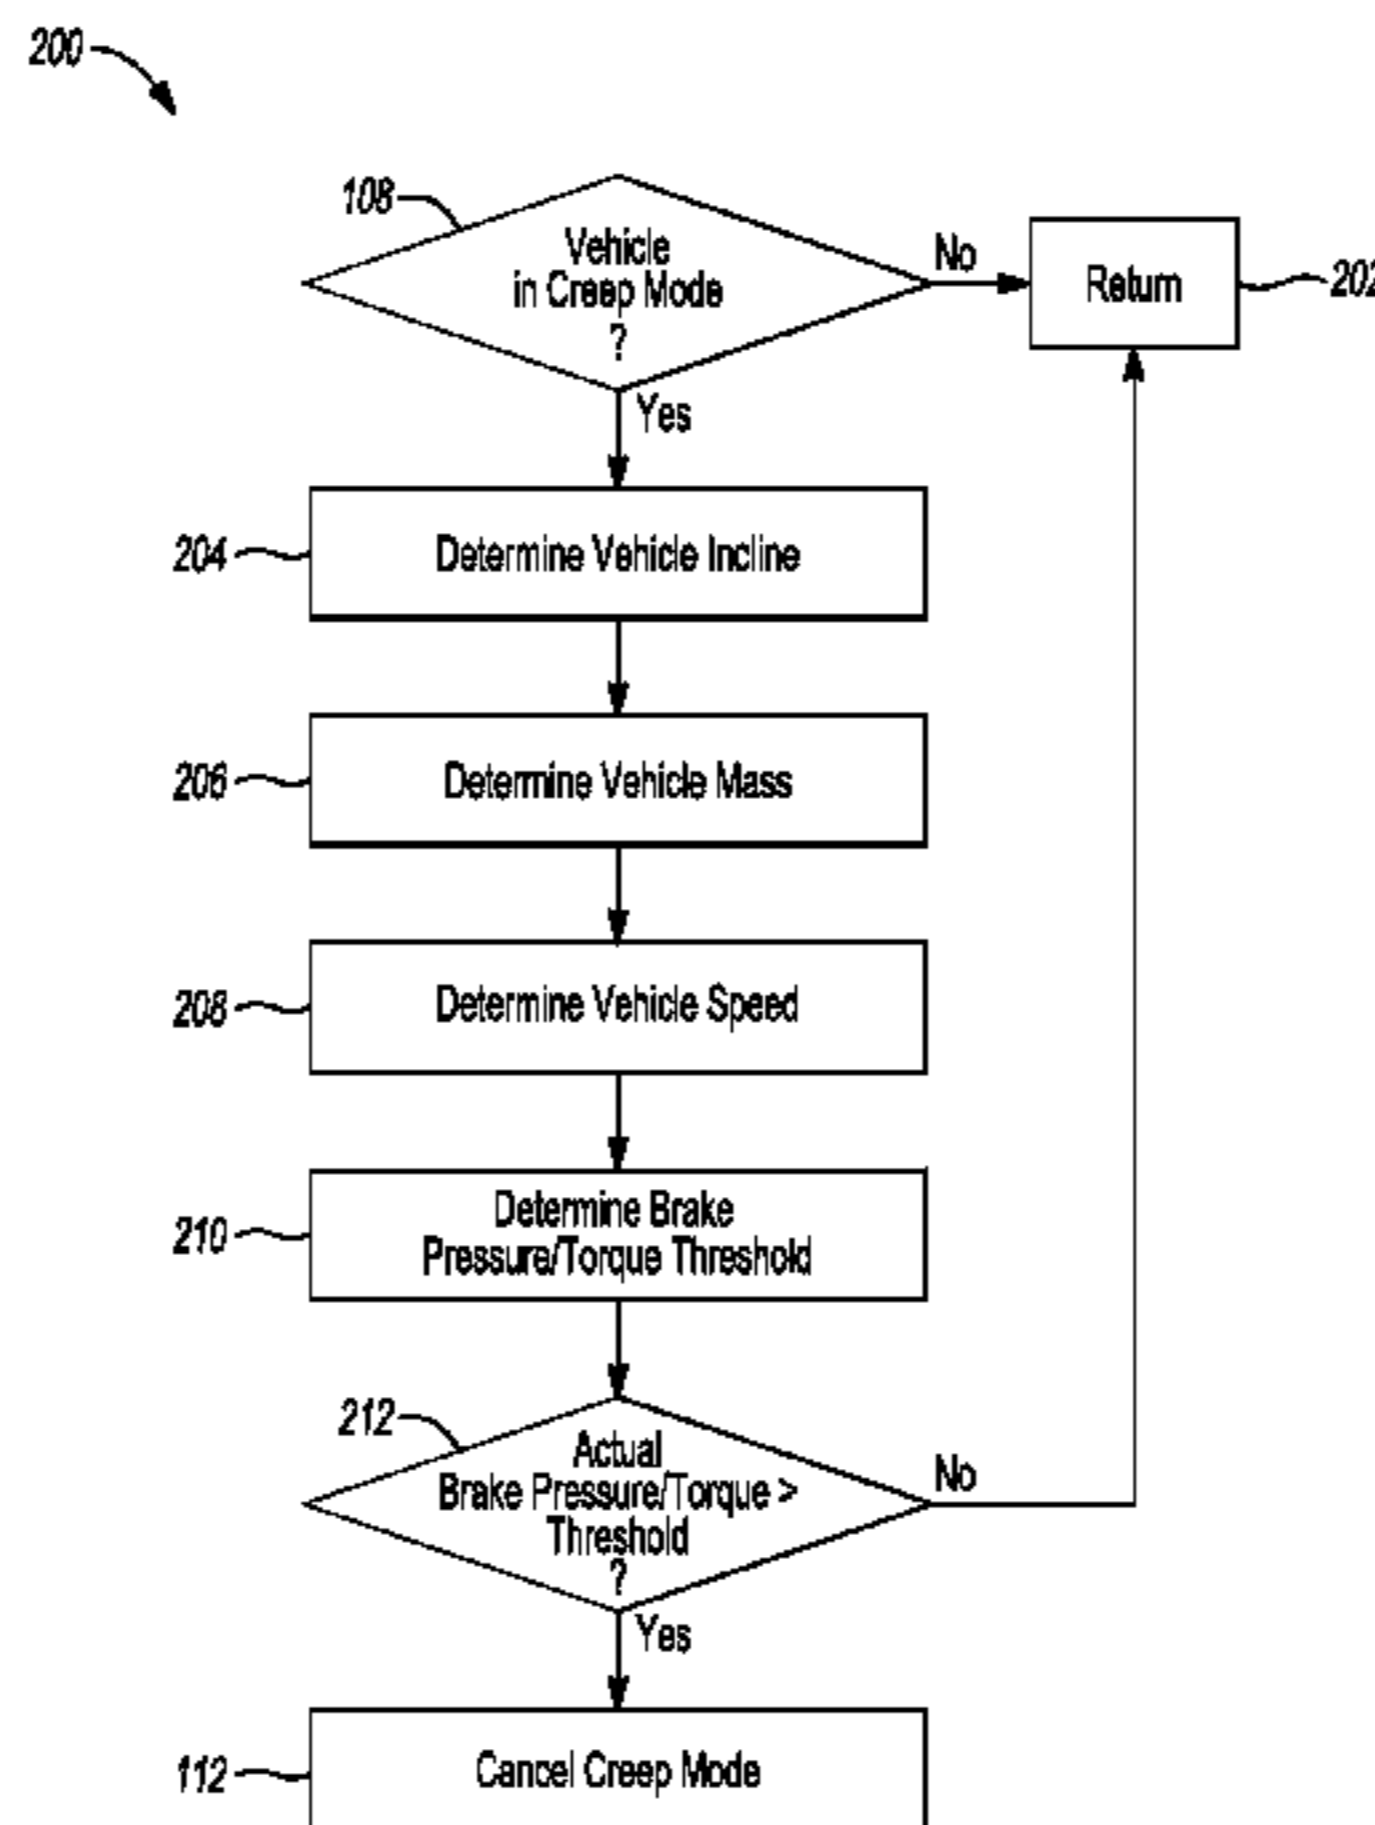 200
108
Vehicle
in Creep Mode
?
No
Return
202
Yes
204
Determine Vehicle Incline
206
Determine Vehicle Mass
208
Determine Vehicle Speed
210
Determine Brake
Pressure/Torque Threshold
212
Actual
Brake Pressure/Torque >
Threshold
?
No
Yes
112
Cancel Creep Mode